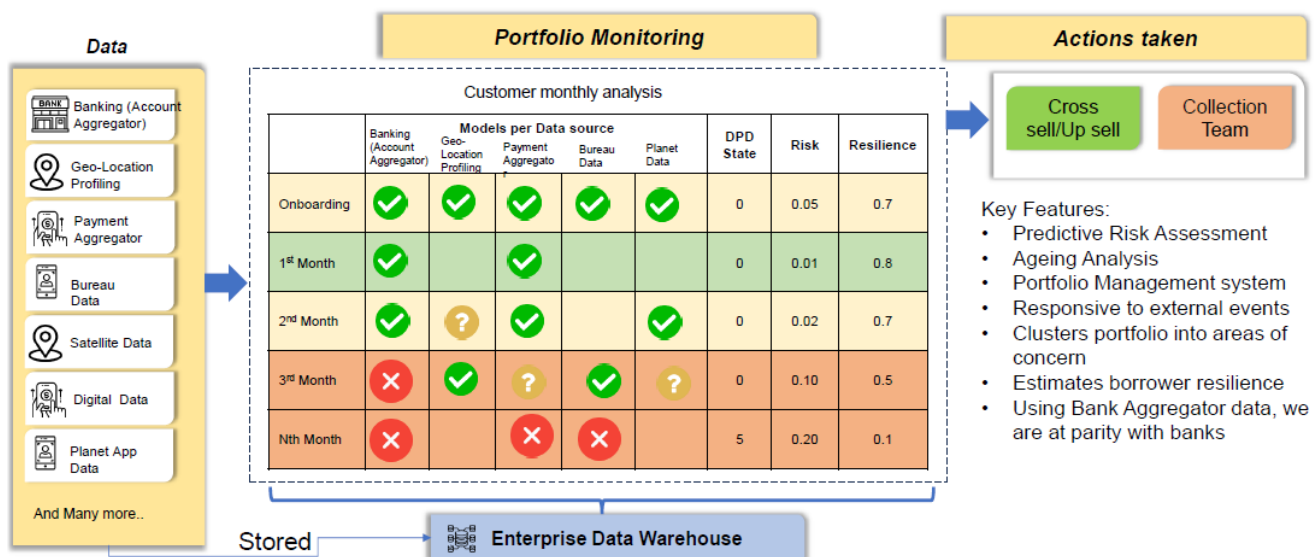 Data
BANK
Banking (Account
Aggregator)
Geo-Location
Profiling
Payment
Aggregator
Bureau
Data
Satellite Data
Digital Data
Planet App
Data
And Many more..
Stored
Portfolio Monitoring
Customer monthly analysis
Models per Data source
Banking
(Account
Aggregator)
Geo-
Location
Profiling
Payment
Aggregato
r
Bureau
Data
Planet
Data
DPD
State
Risk
Resilience
Onboarding 0 0.05 0.7
1st Month 0 0.01 0.8
2nd Month ? 0 0.02 0.7
3rd Month ? ? 0 0.10 0.5
Nth Month 5 0.20 0.1
Enterprise Data Warehouse
Actions taken
Cross
sell/Up sell
Collection
Team
Key Features:
• Predictive Risk Assessment
• Ageing Analysis
• Portfolio Management system
• Responsive to external events
• Clusters portfolio into areas of
concern
• Estimates borrower resilience
• Using Bank Aggregator data, we
are at parity with banks